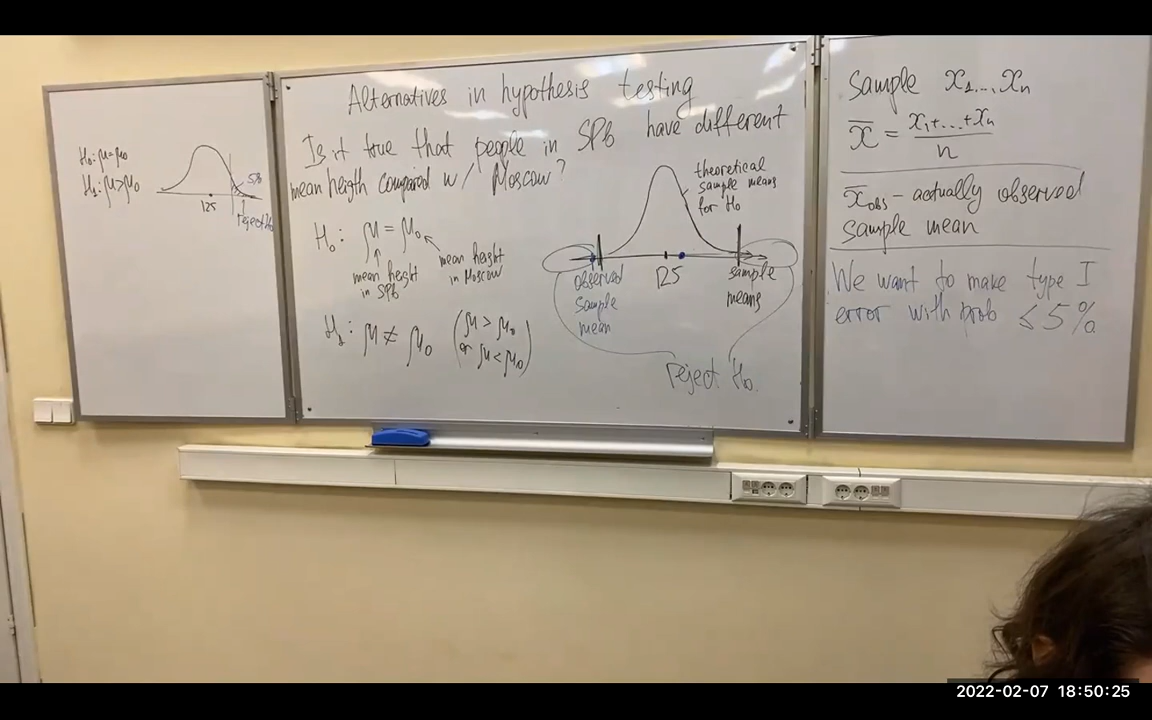 H₀: μ=μ₀
H₁: μ>μ₀
5%
125
reject H₀
Alternatives in hypothesis testing
Is it true that people in SPb have different
mean heigth compared w/ Moscow?
H₀: μ = μ₀
mean height
in SPb
mean height
in Moscow
H₁: μ ≠ μ₀ (μ > μ₀
or μ < μ₀)
theoretical
sample means
for H₀
observed
sample
mean
125
sample
means
reject H₀.
Sample x₁...,xₙ
x̄ = x₁+...+xₙ
n
x̄obs – actually observed
sample mean
We want to make type I
error with prob ≤5%
2022-02-07 18:50:25